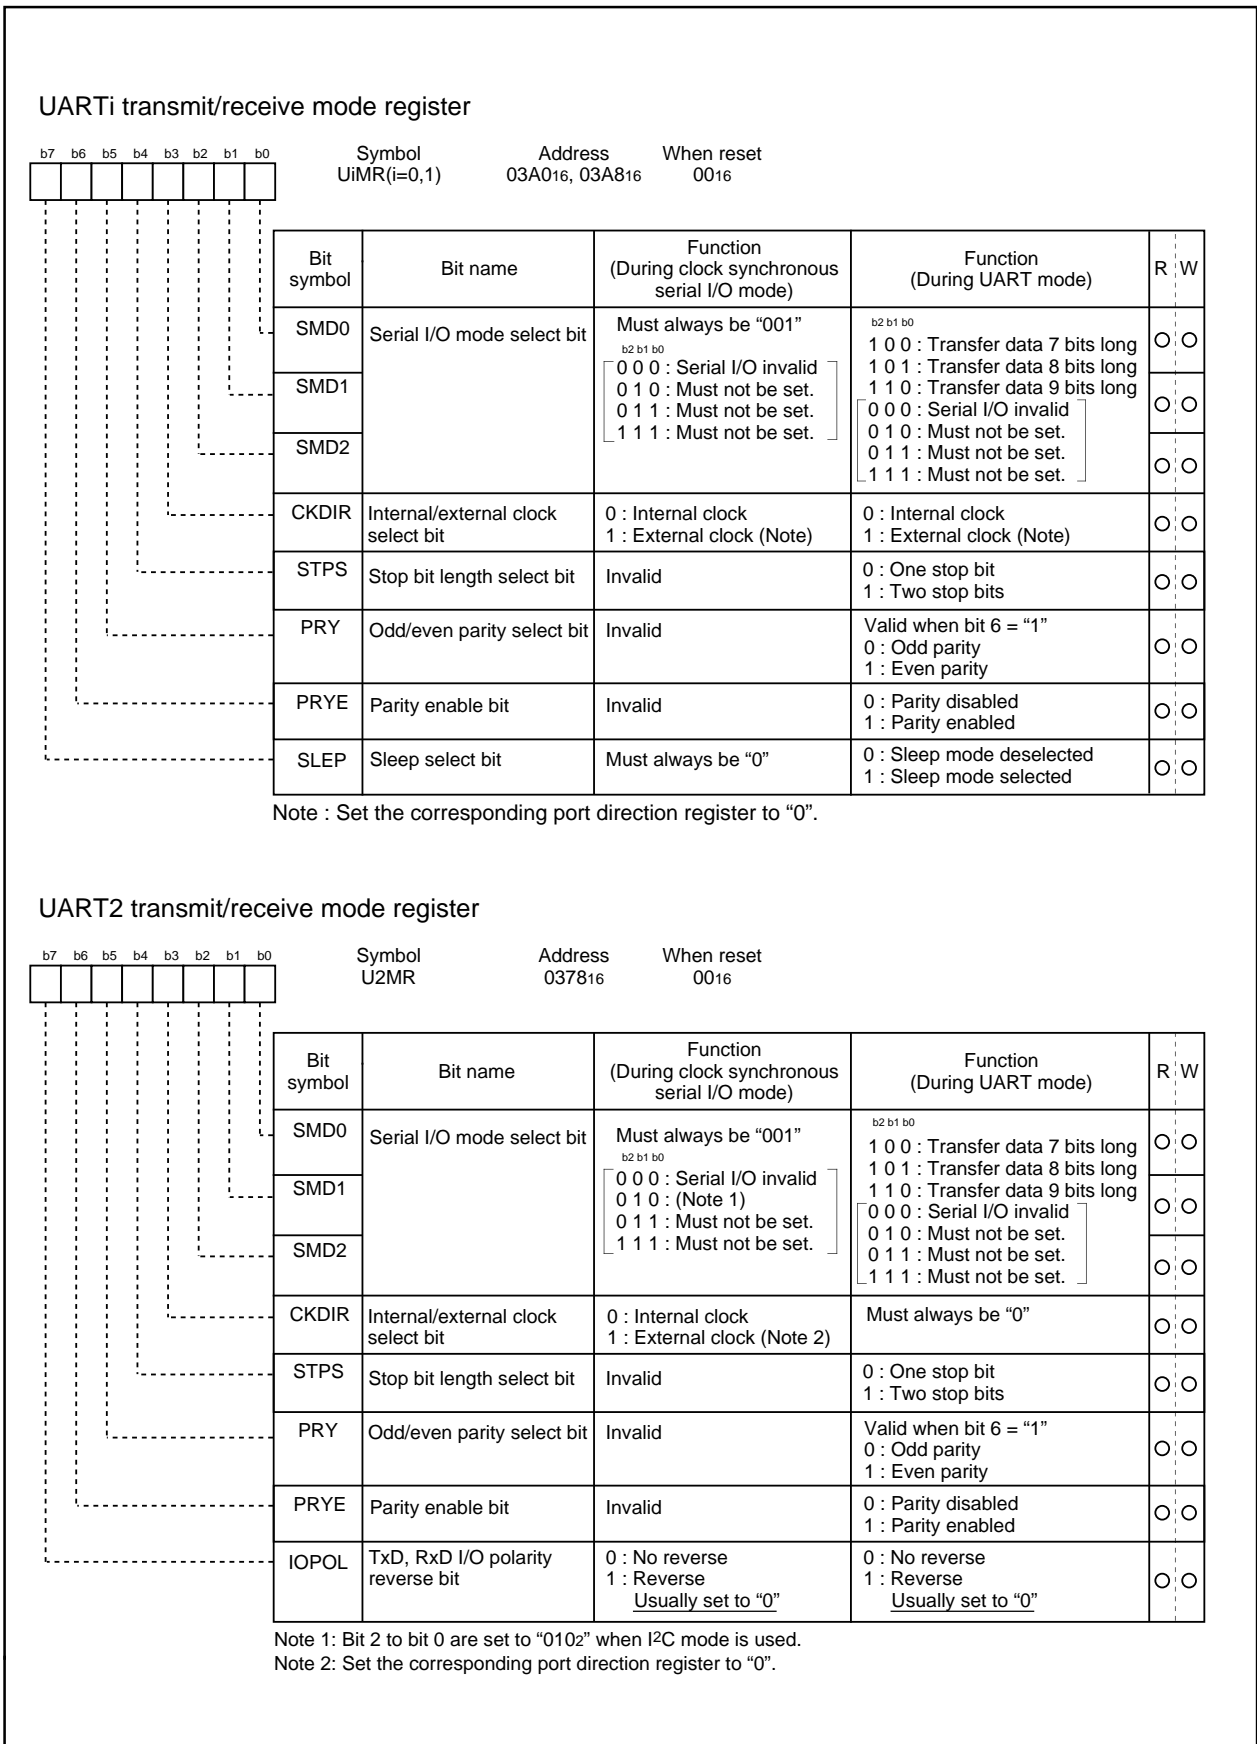 UARTi transmit/receive mode register
b7 b6 b5 b4 b3 b2 b1 b0
Symbol Address When reset
UiMR(i=0,1) 03A016, 03A816 0016
Bit symbol Bit name Function (During clock synchronous serial I/O mode) Function (During UART mode) R W
SMD0 Serial I/O mode select bit
SMD1
SMD2
Must always be “001”
b2 b1 b0
0 0 0 : Serial I/O invalid
0 1 0 : Must not be set.
0 1 1 : Must not be set.
1 1 1 : Must not be set.
b2 b1 b0
1 0 0 : Transfer data 7 bits long
1 0 1 : Transfer data 8 bits long
1 1 0 : Transfer data 9 bits long
0 0 0 : Serial I/O invalid
0 1 0 : Must not be set.
0 1 1 : Must not be set.
1 1 1 : Must not be set.
CKDIR Internal/external clock select bit
0 : Internal clock
1 : External clock (Note)
0 : Internal clock
1 : External clock (Note)
STPS Stop bit length select bit Invalid
0 : One stop bit
1 : Two stop bits
PRY Odd/even parity select bit Invalid
Valid when bit 6 = “1”
0 : Odd parity
1 : Even parity
PRYE Parity enable bit Invalid
0 : Parity disabled
1 : Parity enabled
SLEP Sleep select bit Must always be “0”
0 : Sleep mode deselected
1 : Sleep mode selected
Note : Set the corresponding port direction register to “0”.
UART2 transmit/receive mode register
b7 b6 b5 b4 b3 b2 b1 b0
Symbol Address When reset
U2MR 037816 0016
Bit symbol Bit name Function (During clock synchronous serial I/O mode) Function (During UART mode) R W
SMD0 Serial I/O mode select bit
SMD1
SMD2
Must always be “001”
b2 b1 b0
0 0 0 : Serial I/O invalid
0 1 0 : (Note 1)
0 1 1 : Must not be set.
1 1 1 : Must not be set.
b2 b1 b0
1 0 0 : Transfer data 7 bits long
1 0 1 : Transfer data 8 bits long
1 1 0 : Transfer data 9 bits long
0 0 0 : Serial I/O invalid
0 1 0 : Must not be set.
0 1 1 : Must not be set.
1 1 1 : Must not be set.
CKDIR Internal/external clock select bit
0 : Internal clock
1 : External clock (Note 2)
Must always be “0”
STPS Stop bit length select bit Invalid
0 : One stop bit
1 : Two stop bits
PRY Odd/even parity select bit Invalid
Valid when bit 6 = “1”
0 : Odd parity
1 : Even parity
PRYE Parity enable bit Invalid
0 : Parity disabled
1 : Parity enabled
IOPOL TxD, RxD I/O polarity reverse bit
0 : No reverse
1 : Reverse
Usually set to “0”
0 : No reverse
1 : Reverse
Usually set to “0”
Note 1: Bit 2 to bit 0 are set to “0102” when I2C mode is used.
Note 2: Set the corresponding port direction register to “0”.